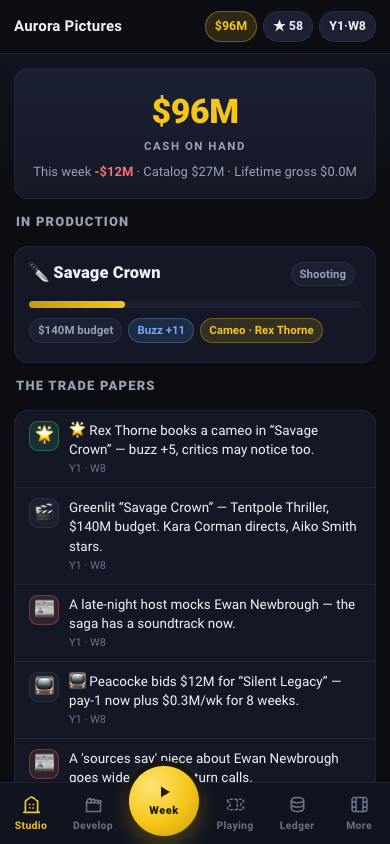 Aurora Pictures
$96M
★ 58
Y1·W8
$96M
CASH ON HAND
This week -$12M · Catalog $27M · Lifetime gross $0.0M
IN PRODUCTION
Savage Crown
Shooting
$140M budget
Buzz +11
Cameo · Rex Thorne
THE TRADE PAPERS
Rex Thorne books a cameo in “Savage
Crown” — buzz +5, critics may notice too.
Y1 · W8
Greenlit “Savage Crown” — Tentpole Thriller,
$140M budget. Kara Corman directs, Aiko Smith
stars.
Y1 · W8
A late-night host mocks Ewan Newbrough — the
saga has a soundtrack now.
Y1 · W8
Peacocke bids $12M for “Silent Legacy” —
pay-1 now plus $0.3M/wk for 8 weeks.
Y1 · W8
A 'sources say' piece about Ewan Newbrough
goes wide turn calls.
Studio
Develop
Week
Playing
Ledger
More